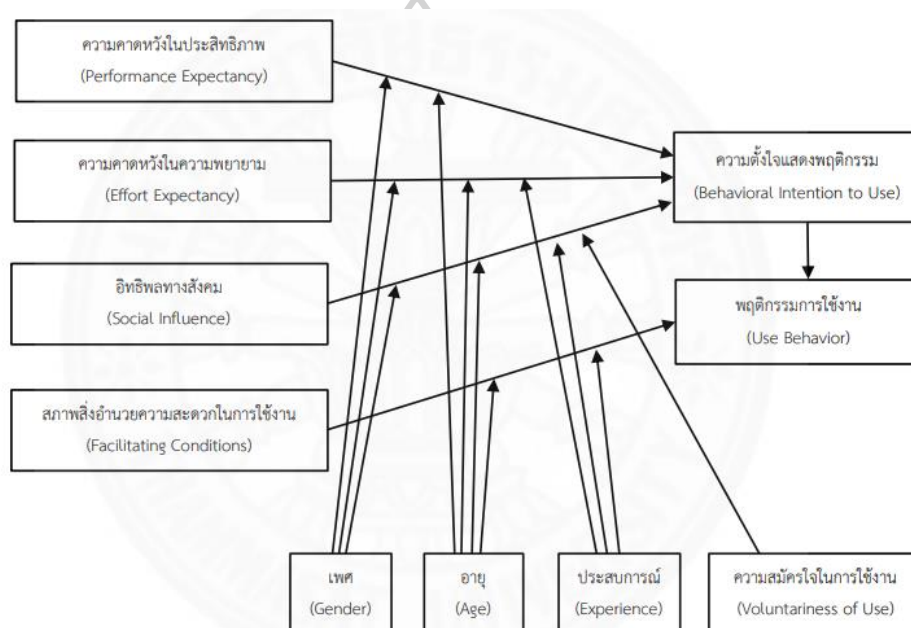 ความคาดหวังในประสิทธิภาพ
(Performance Expectancy)
ความคาดหวังในความพยายาม
(Effort Expectancy)
อิทธิพลทางสังคม
(Social Influence)
สภาพสิ่งอำนวยความสะดวกในการใช้งาน
(Facilitating Conditions)
ความตั้งใจแสดงพฤติกรรม
(Behavioral Intention to Use)
พฤติกรรมการใช้งาน
(Use Behavior)
เพศ
(Gender)
อายุ
(Age)
ประสบการณ์
(Experience)
ความสมัครใจในการใช้งาน
(Voluntariness of Use)